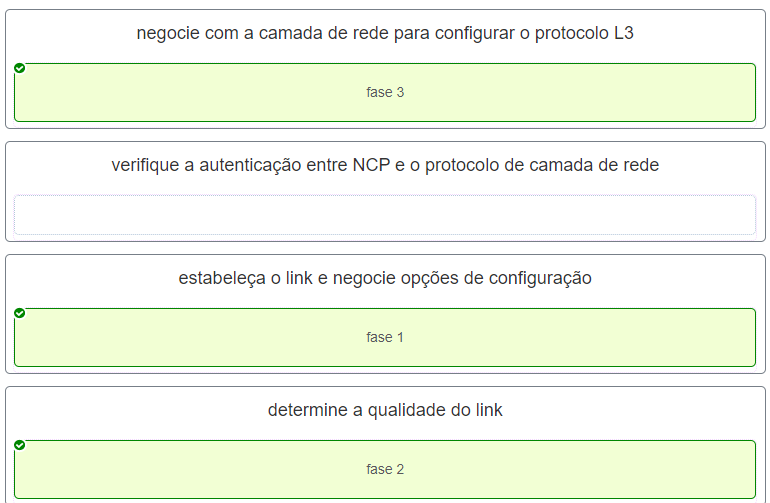 negocie com a camada de rede para configurar o protocolo L3
fase 3
verifique a autenticação entre NCP e o protocolo de camada de rede
estabeleça o link e negocie opções de configuração
fase 1
determine a qualidade do link
fase 2